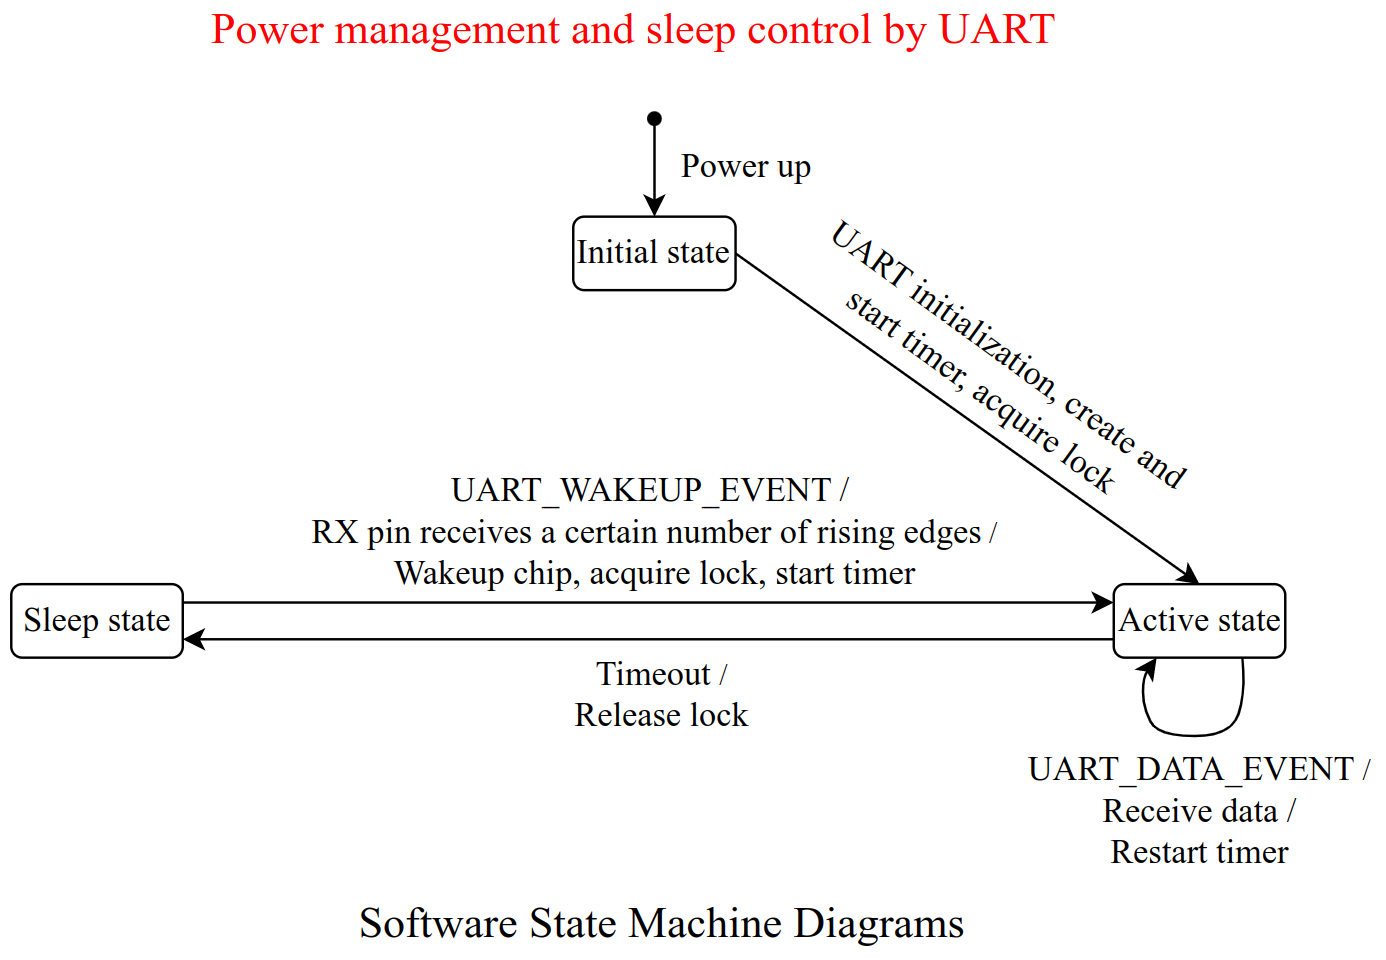 Power management and sleep control by UART
Power up
Initial state
UART initialization, create and
start timer, acquire lock
UART_WAKEUP_EVENT /
RX pin receives a certain number of rising edges /
Wakeup chip, acquire lock, start timer
Sleep state
Active state
Timeout /
Release lock
UART_DATA_EVENT /
Receive data /
Restart timer
Software State Machine Diagrams